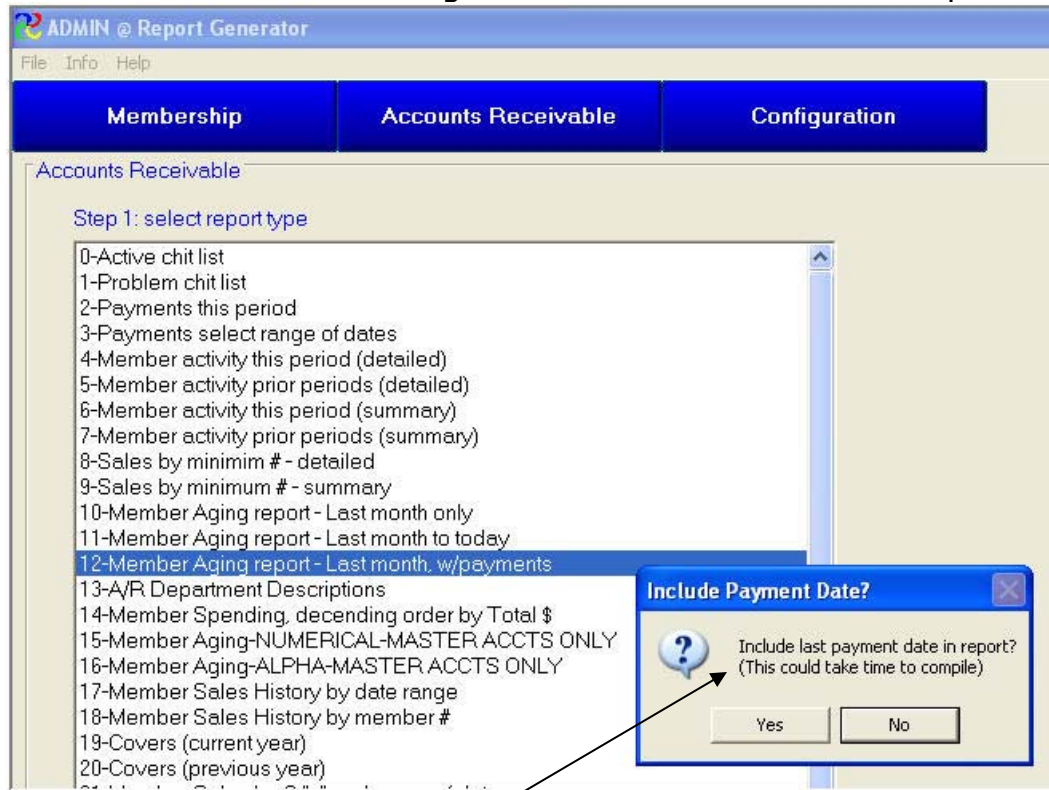 ADMIN @ Report Generator
File Info Help
Membership Accounts Receivable Configuration
Accounts Receivable
Step 1: select report type
0-Active chit list
1-Problem chit list
2-Payments this period
3-Payments select range of dates
4-Member activity this period (detailed)
5-Member activity prior periods (detailed)
6-Member activity this period (summary)
7-Member activity prior periods (summary)
8-Sales by minimim # - detailed
9-Sales by minimum # - summary
10-Member Aging report - Last month only
11-Member Aging report - Last month to today
12-Member Aging report - Last month, w/payments
13-A/R Department Descriptions
14-Member Spending, decending order by Total $
15-Member Aging-NUMERICAL-MASTER ACCTS ONLY
16-Member Aging-ALPHA-MASTER ACCTS ONLY
17-Member Sales History by date range
18-Member Sales History by member #
19-Covers (current year)
20-Covers (previous year)
Include Payment Date?
Include last payment date in report?
(This could take time to compile)
Yes No